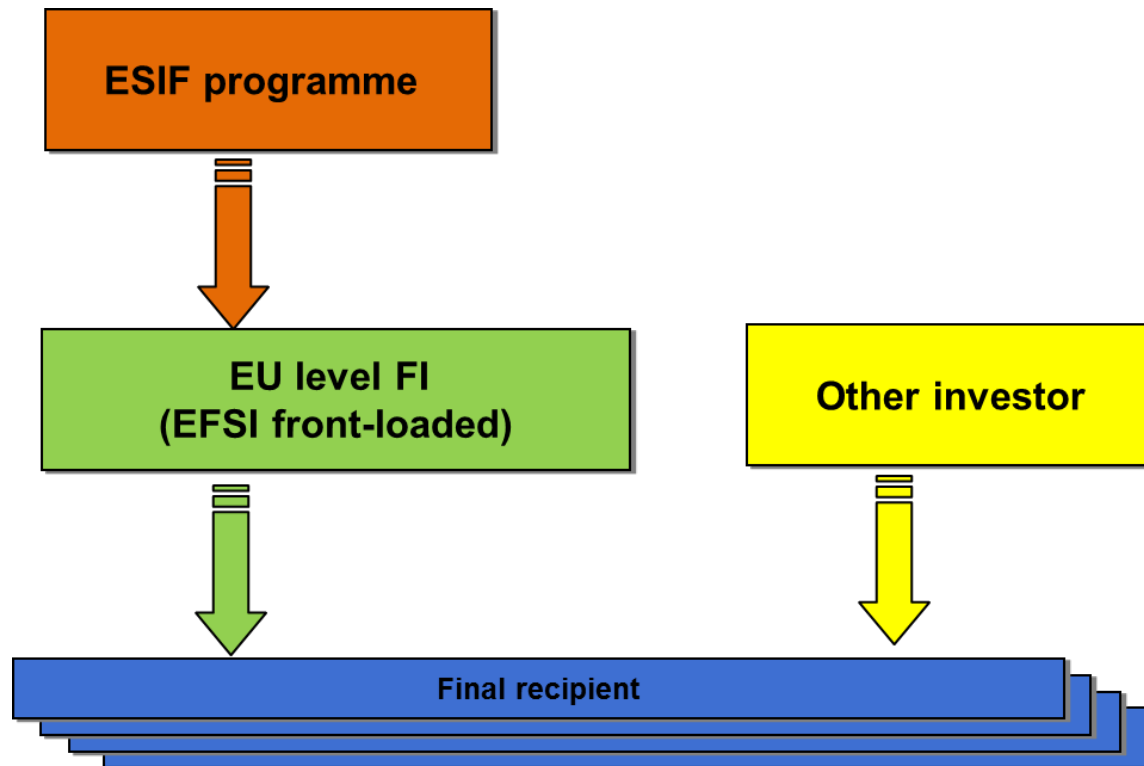 ESIF programme
EU level FI
(EFSI front-loaded)
Other investor
Final recipient